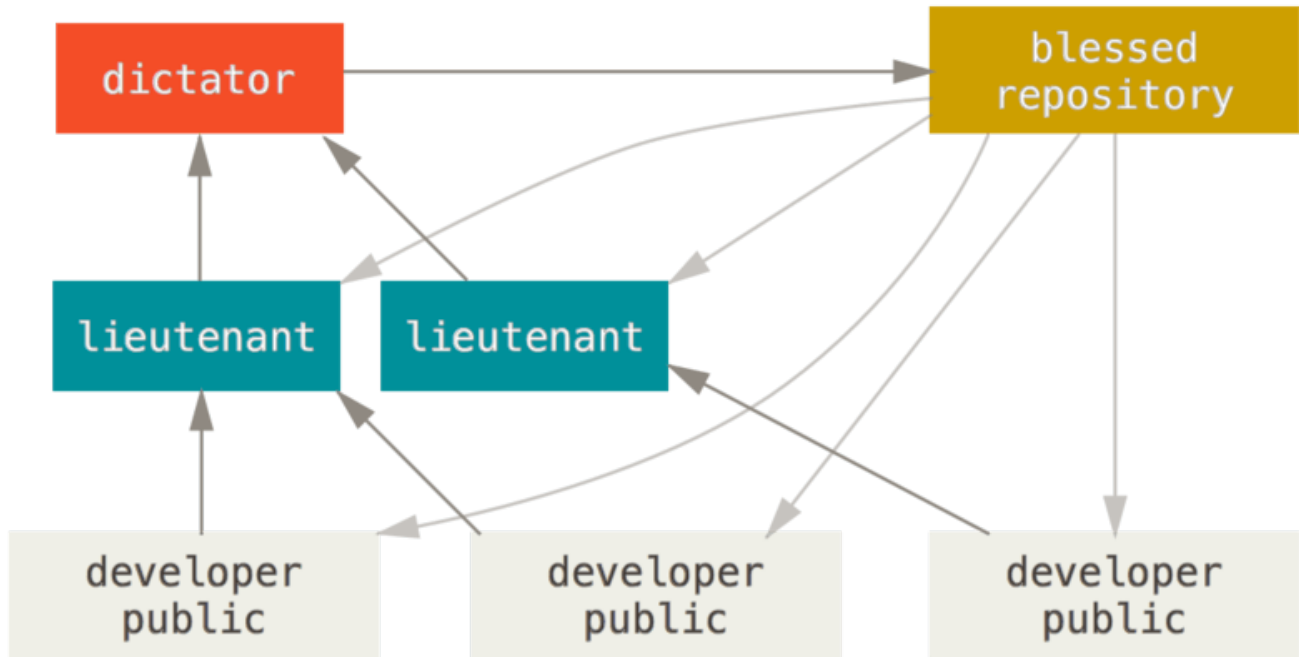 dictator
blessed
repository
lieutenant
lieutenant
developer
public
developer
public
developer
public